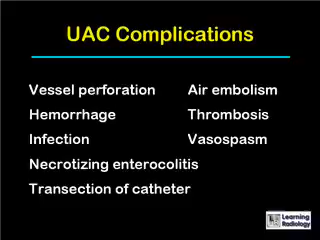 UAC Complications
Vessel perforation Air embolism
Hemorrhage Thrombosis
Infection Vasospasm
Necrotizing enterocolitis
Transection of catheter
Learning
Radiology